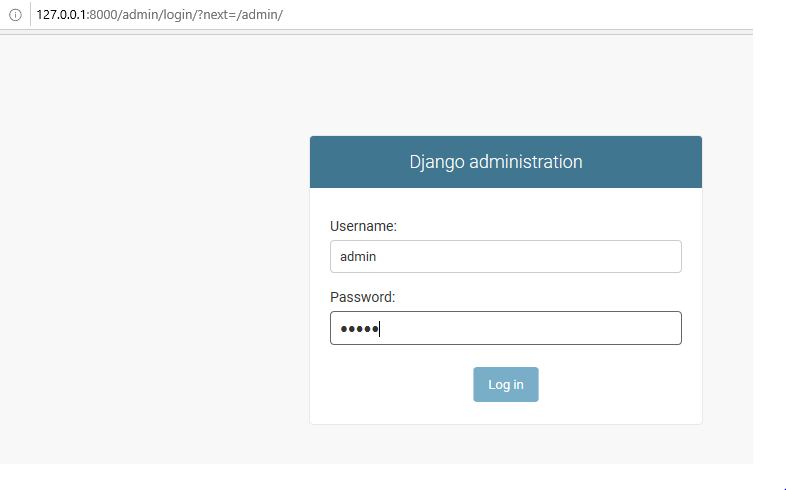 127.0.0.1:8000/admin/login/?next=/admin/
Django administration
Username:
admin
Password:
•••••
Log in